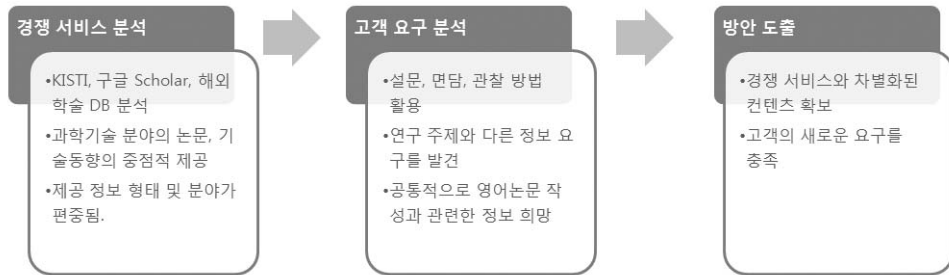 경쟁 서비스 분석
•KISTI, 구글 Scholar, 해외
학술 DB 분석
•과학기술 분야의 논문, 기
술동향의 중점적 제공
•제공 정보 형태 및 분야가
편중됨.
고객 요구 분석
•설문, 면담, 관찰 방법
활용
•연구 주제와 다른 정보 요
구를 발견
•공통적으로 영어논문 작
성과 관련한 정보 희망
방안 도출
•경쟁 서비스와 차별화된
컨텐츠 확보
•고객의 새로운 요구를
충족